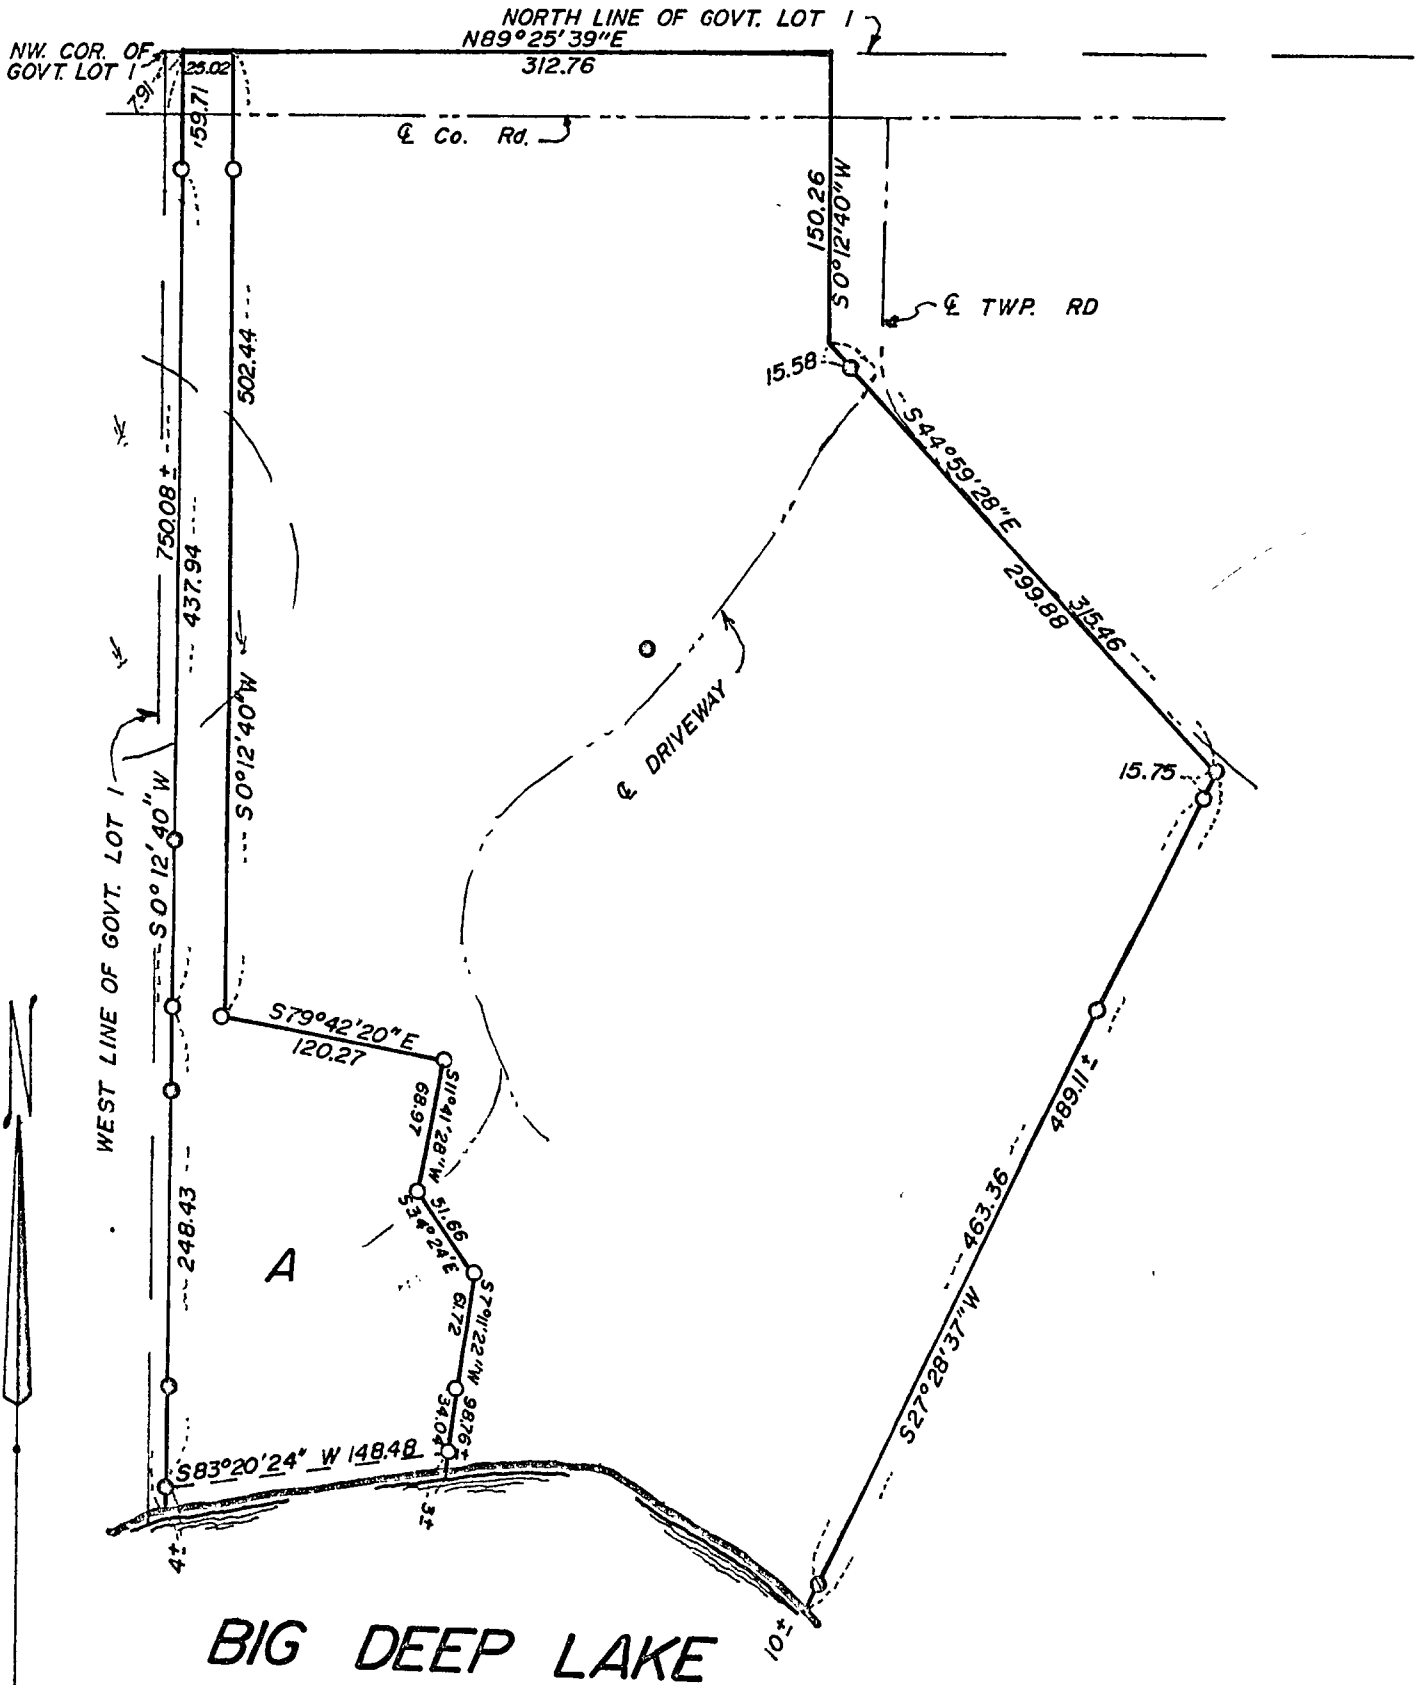 NORTH LINE OF GOVT. LOT 1
N89°25'39"E
312.76
NW. COR. OF
GOVT. LOT 1
7.91
25.02
159.71
℄ Co. Rd.
150.26
S0°12'40"W
℄ TWP. RD
15.58
S44°59'28"E
299.88
315.46
502.44
750.08±
437.94
S0°12'40"W
S0°12'40"W
WEST LINE OF GOVT. LOT 1
℄ DRIVEWAY
15.75
489.11±
463.36
S27°28'37"W
S79°42'20"E
120.27
S11°41'28"W
68.97
51.66
S34°24'E
S7°11'22"W 98.76±
61.72
34.04
248.43
A
N
S83°20'24" W 148.48
4±
3±
10±
BIG DEEP LAKE